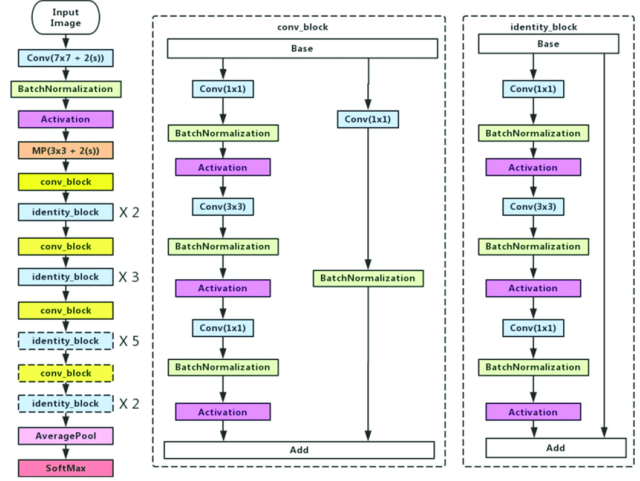 Input
Image
Conv(7x7 + 2(s))
BatchNormalization
Activation
MP(3x3 + 2(s))
conv_block
identity_block X 2
conv_block
identity_block X 3
conv_block
identity_block X 5
conv_block
identity_block X 2
AveragePool
SoftMax
conv_block
Base
Conv(1x1)
BatchNormalization
Activation
Conv(3x3)
BatchNormalization
Activation
Conv(1x1)
BatchNormalization
Activation
Conv(1x1)
BatchNormalization
Add
identity_block
Base
Conv(1x1)
BatchNormalization
Activation
Conv(3x3)
BatchNormalization
Activation
Conv(1x1)
BatchNormalization
Activation
Add